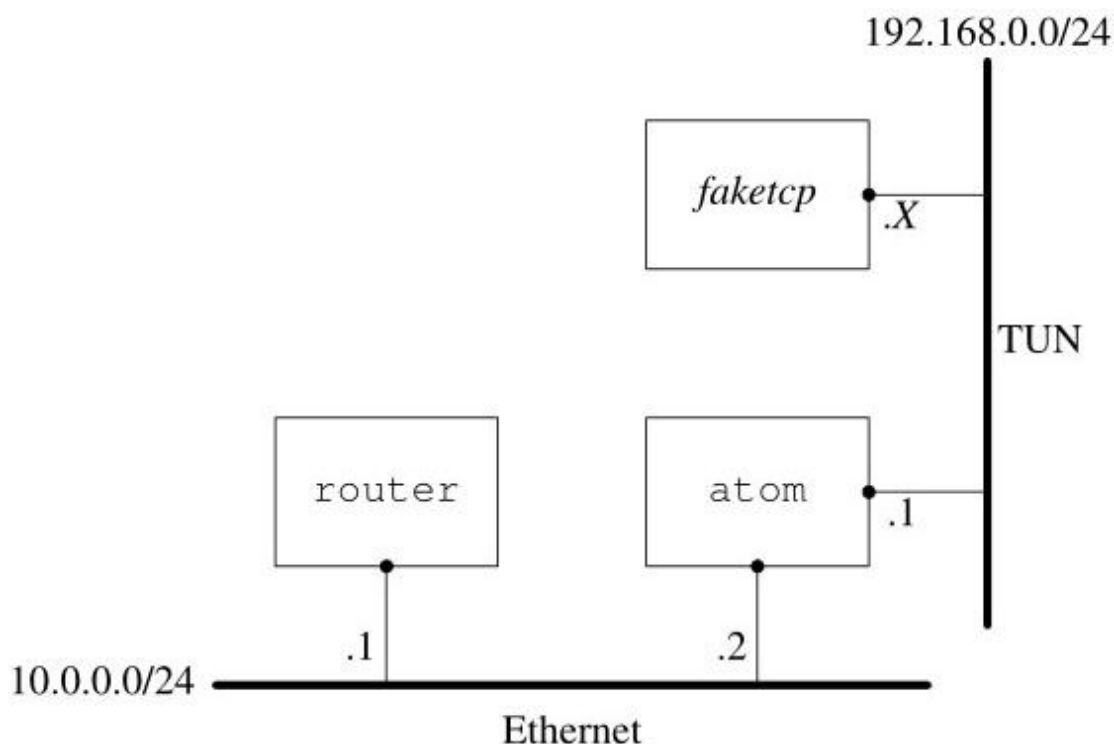 192.168.0.0/24
faketcp
.X
TUN
router
atom
.1
.1
.2
10.0.0.0/24
Ethernet